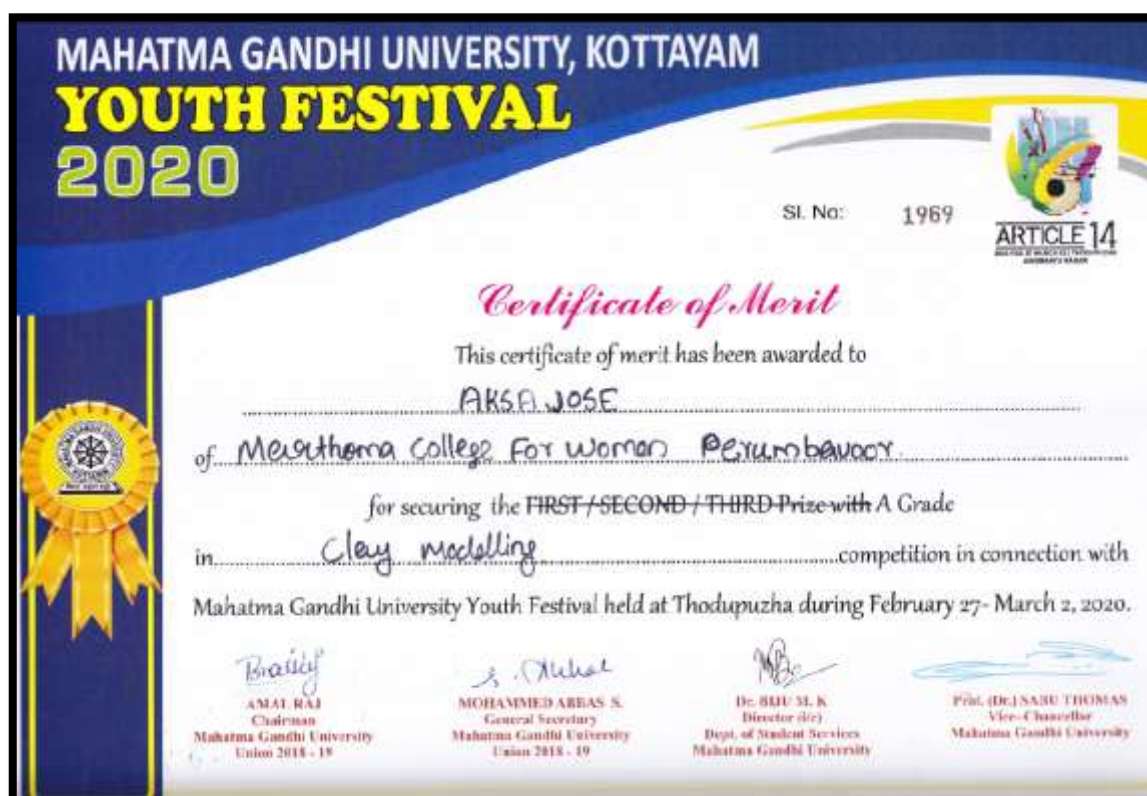 MAHATMA GANDHI UNIVERSITY, KOTTAYAM
YOUTH FESTIVAL
2020
Sl. No: 1969
ARTICLE 14
Certificate of Merit
This certificate of merit has been awarded to
AKSA JOSE
of Marthoma College For Woman Perumbavoor.
for securing the FIRST / SECOND / THIRD Prize with A Grade
in Clay Modelling competition in connection with
Mahatma Gandhi University Youth Festival held at Thodupuzha during February 27- March 2, 2020.
AMAL RAJ
Chairman
Mahatma Gandhi University
Union 2018 - 19
MOHAMMED ABBAS S.
General Secretary
Mahatma Gandhi University
Union 2018 - 19
Dr. BIJU M. K
Director (i/c)
Dept. of Student Services
Mahatma Gandhi University
Prof. (Dr.) SABU THOMAS
Vice- Chancellor
Mahatma Gandhi University